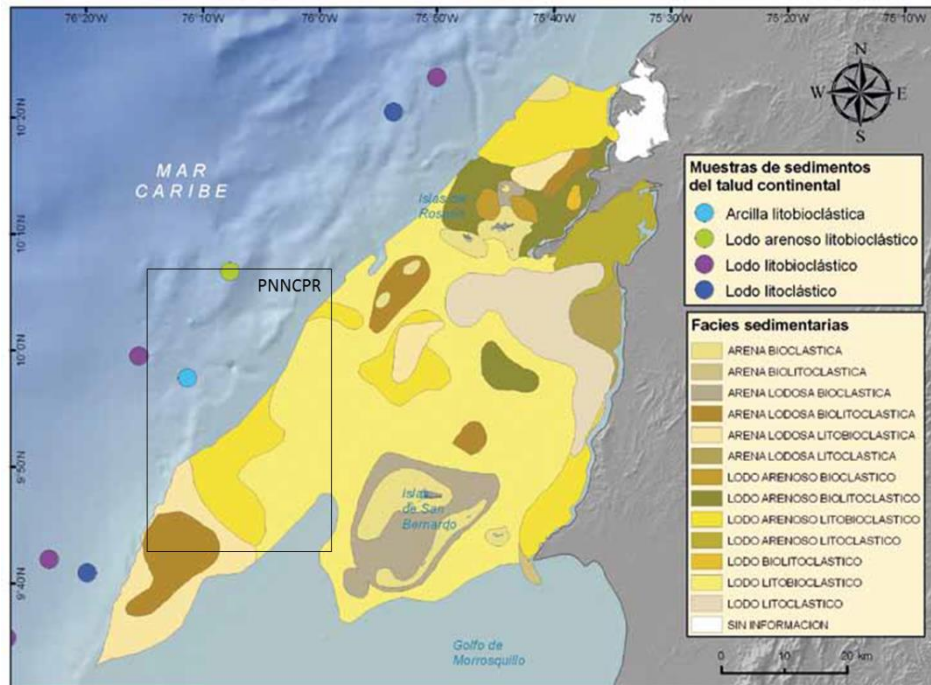 76°20'W
76°10'W
76°0'W
75°50'W
75°40'W
75°30'W
75°20'W
75°10'W
10°20'N
10°10'N
10°0'N
9°50'N
9°40'N
MAR
CARIBE
Islas de
Rosario
PNNCPR
Islas
de San
Bernardo
Golfo de
Morrosquillo
N
W
E
S
Muestras de sedimentos
del talud continental
Arcilla litobioclástica
Lodo arenoso litobioclástico
Lodo litobioclástico
Lodo litoclástico
Facies sedimentarias
ARENA BIOCLASTICA
ARENA BIOLITOCLASTICA
ARENA LODOSA BIOCLASTICA
ARENA LODOSA BIOLITOCLASTICA
ARENA LODOSA LITOBIOCLASTICA
ARENA LODOSA LITOCLASTICA
LODO ARENOSO BIOCLASTICO
LODO ARENOSO BIOLITOCLASTICO
LODO ARENOSO LITOBIOCLASTICO
LODO ARENOSO LITOCLASTICO
LODO BIOLITOCLASTICO
LODO LITOBIOCLASTICO
LODO LITOCLASTICO
SIN INFORMACION
0 10 20 km